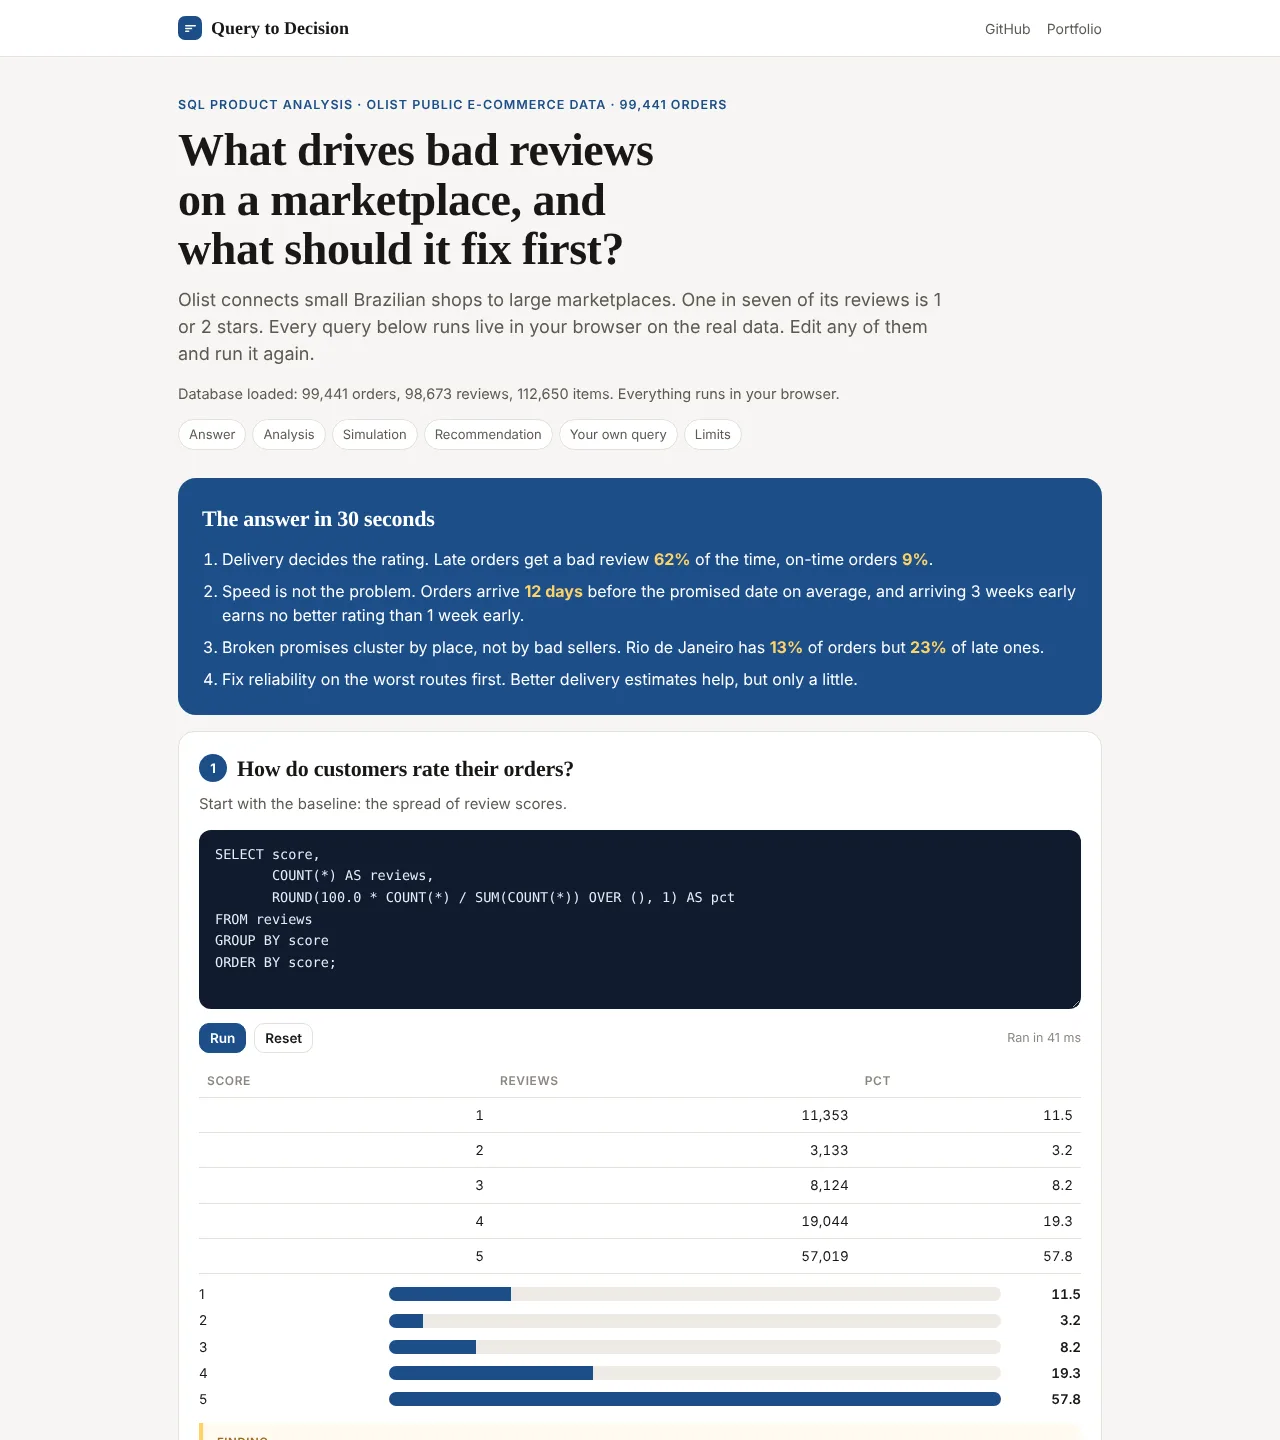 Query to Decision
GitHub Portfolio
SQL PRODUCT ANALYSIS · OLIST PUBLIC E-COMMERCE DATA · 99,441 ORDERS
What drives bad reviews
on a marketplace, and
what should it fix first?
Olist connects small Brazilian shops to large marketplaces. One in seven of its reviews is 1
or 2 stars. Every query below runs live in your browser on the real data. Edit any of them
and run it again.
Database loaded: 99,441 orders, 98,673 reviews, 112,650 items. Everything runs in your browser.
Answer Analysis Simulation Recommendation Your own query Limits
The answer in 30 seconds
1. Delivery decides the rating. Late orders get a bad review 62% of the time, on-time orders 9%.
2. Speed is not the problem. Orders arrive 12 days before the promised date on average, and arriving 3 weeks early
earns no better rating than 1 week early.
3. Broken promises cluster by place, not by bad sellers. Rio de Janeiro has 13% of orders but 23% of late ones.
4. Fix reliability on the worst routes first. Better delivery estimates help, but only a little.
1 How do customers rate their orders?
Start with the baseline: the spread of review scores.
SELECT score,
COUNT(*) AS reviews,
ROUND(100.0 * COUNT(*) / SUM(COUNT(*)) OVER (), 1) AS pct
FROM reviews
GROUP BY score
ORDER BY score;
Run Reset Ran in 41 ms
SCORE REVIEWS PCT
1 11,353 11.5
2 3,133 3.2
3 8,124 8.2
4 19,044 19.3
5 57,019 57.8
1 11.5
2 3.2
3 8.2
4 19.3
5 57.8